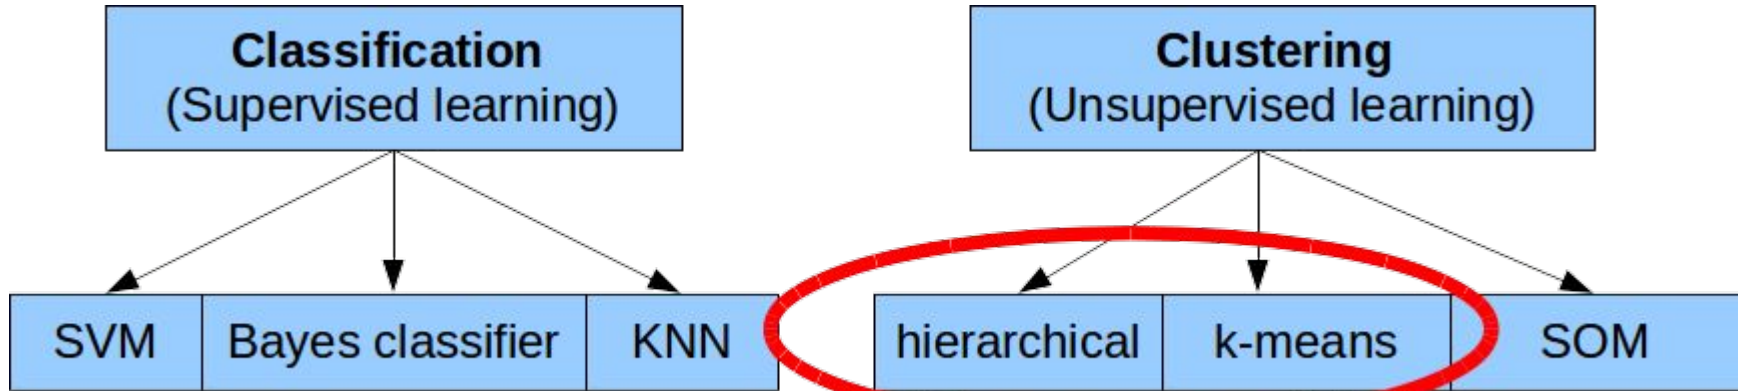 Classification
(Supervised learning)
Clustering
(Unsupervised learning)
SVM
Bayes classifier
KNN
hierarchical
k-means
SOM